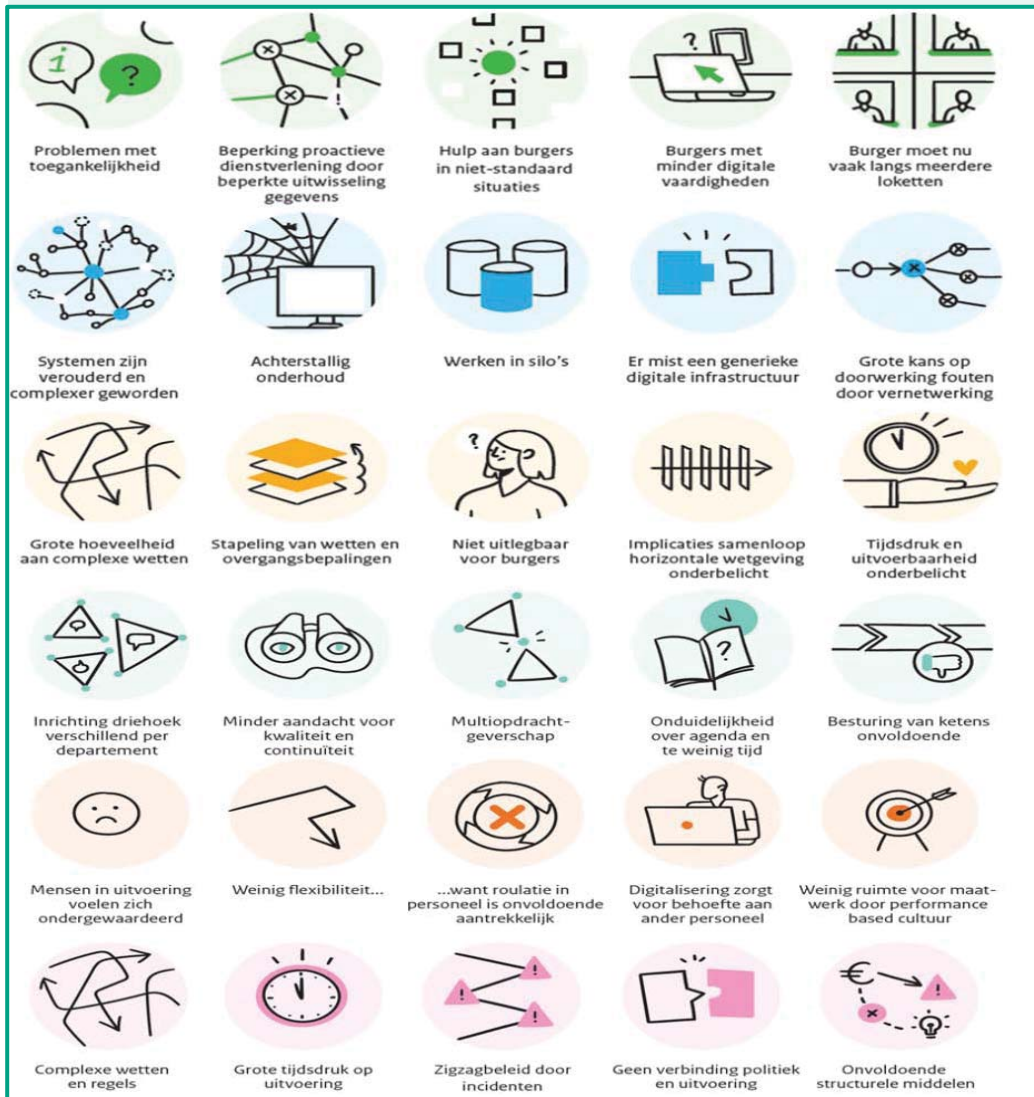 i
?
?
Problemen met
toegankelijkheid
Beperking proactieve
dienstverlening door
beperkte uitwisseling
gegevens
Hulp aan burgers
in niet-standaard
situaties
Burgers met
minder digitale
vaardigheden
Burger moet nu
vaak langs meerdere
loketten
Systemen zijn
verouderd en
complexer geworden
Achterstallig
onderhoud
Werken in silo's
Er mist een generieke
digitale infrastructuur
Grote kans op
doorwerking fouten
door vernetwerking
?
Grote hoeveelheid
aan complexe wetten
Stapeling van wetten en
overgangsbepalingen
Niet uitlegbaar
voor burgers
Implicaties samenloop
horizontale wetgeving
onderbelicht
Tijdsdruk en
uitvoerbaarheid
onderbelicht
?
Inrichting driehoek
verschillend per
departement
Minder aandacht voor
kwaliteit en
continuïteit
Multiopdracht-
geverschap
Onduidelijkheid
over agenda en
te weinig tijd
Besturing van ketens
onvoldoende
Mensen in uitvoering
voelen zich
ondergewaardeerd
Weinig flexibiliteit...
...want roulatie in
personeel is onvoldoende
aantrekkelijk
Digitalisering zorgt
voor behoefte aan
ander personeel
Weinig ruimte voor maat-
werk door performance
based cultuur
!
!
!
€
!
Complexe wetten
en regels
Grote tijdsdruk op
uitvoering
Zigzagbeleid door
incidenten
Geen verbinding politiek
en uitvoering
Onvoldoende
structurele middelen